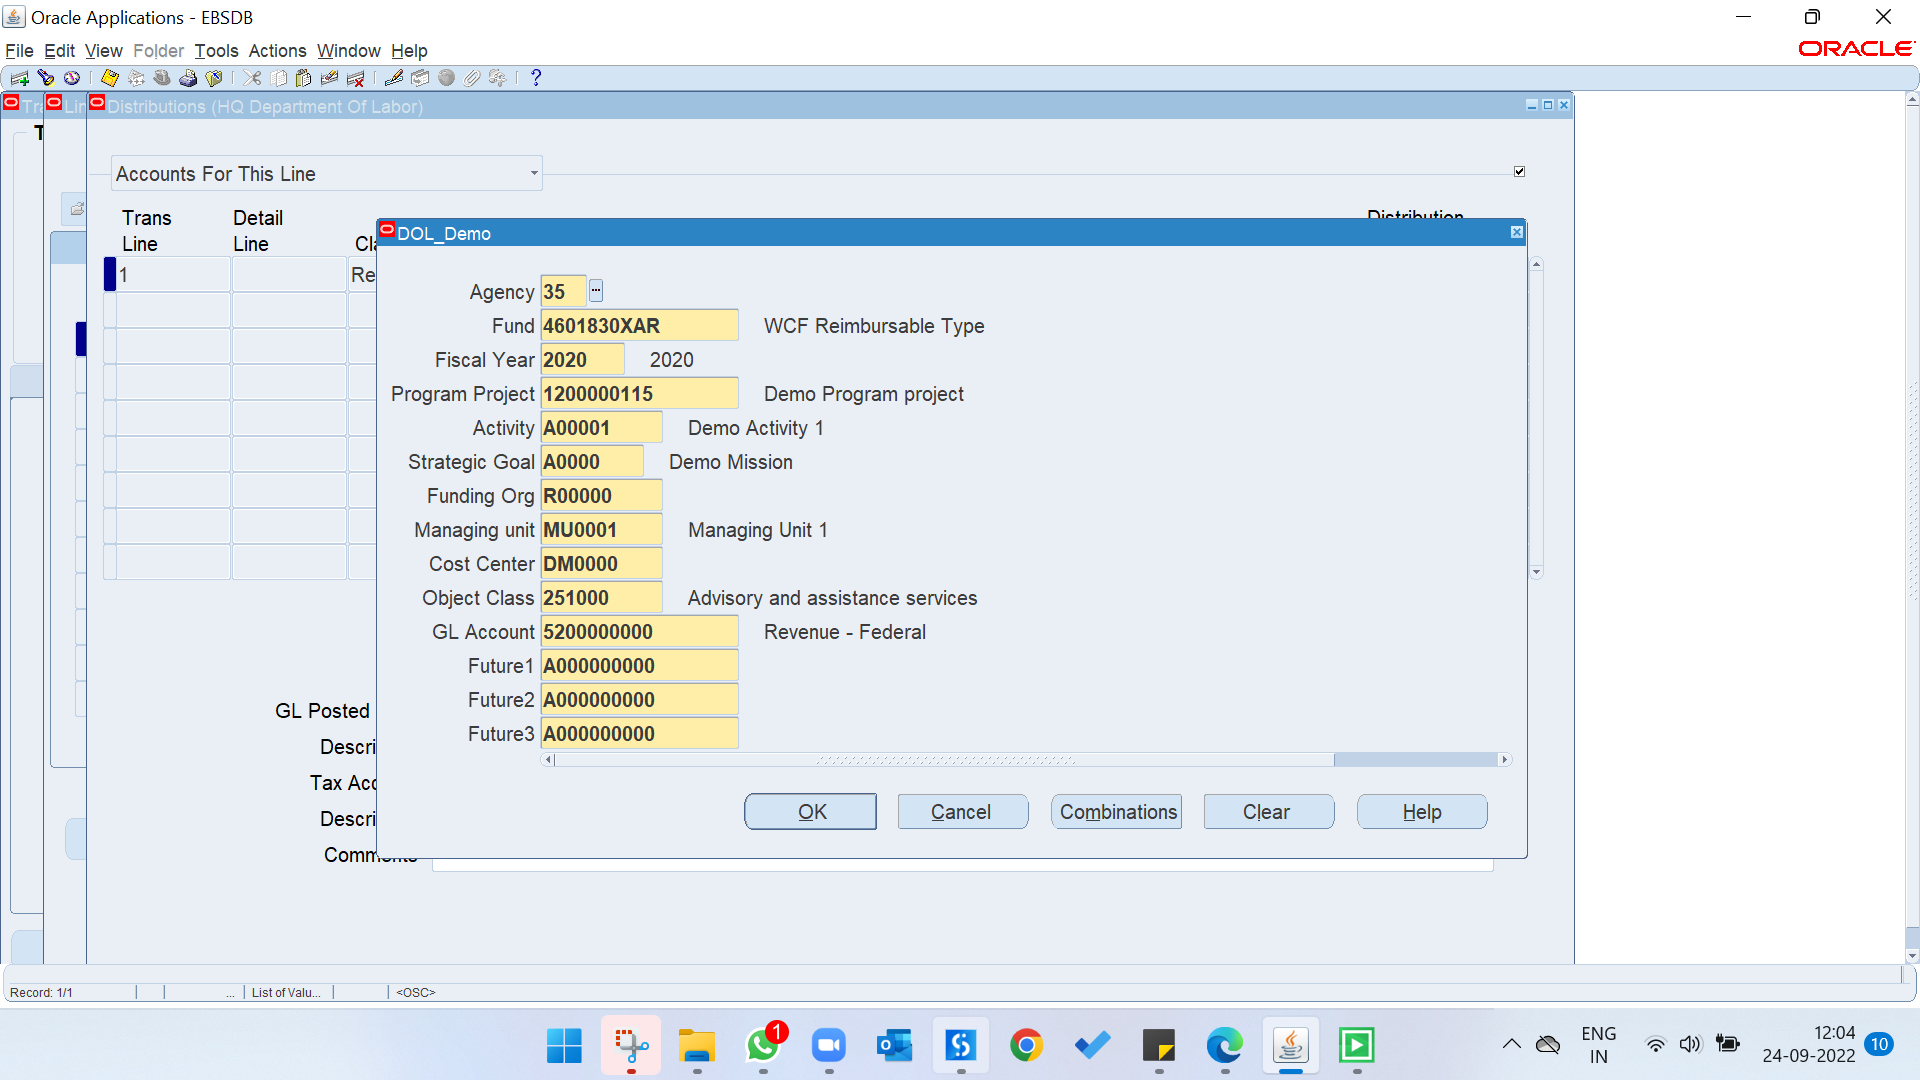 Oracle Applications - EBSDB
File Edit View Folder Tools Actions Window Help
ORACLE
Distributions (HQ Department Of Labor)
Accounts For This Line
Trans Line
Detail Line
Distribution
1
DOL_Demo
Agency 35
Fund 4601830XAR WCF Reimbursable Type
Fiscal Year 2020 2020
Program Project 1200000115 Demo Program project
Activity A00001 Demo Activity 1
Strategic Goal A0000 Demo Mission
Funding Org R00000
Managing unit MU0001 Managing Unit 1
Cost Center DM0000
Object Class 251000 Advisory and assistance services
GL Account 5200000000 Revenue - Federal
Future1 A000000000
Future2 A000000000
Future3 A000000000
OK Cancel Combinations Clear Help
GL Posted
Descri
Tax Acc
Descri
Comments
Record: 1/1 ... List of Valu... <OSC>
1
ENG
IN
12:04
24-09-2022
10